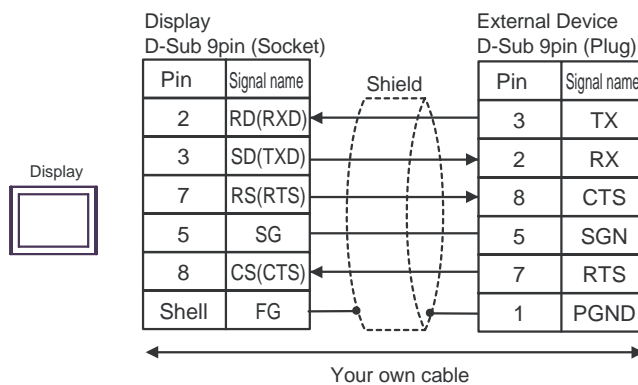 Display
D-Sub 9pin (Socket)
External Device
D-Sub 9pin (Plug)
Pin Signal name Shield Pin Signal name
2 RD(RXD) 3 TX
3 SD(TXD) 2 RX
Display
7 RS(RTS) 8 CTS
5 SG 5 SGN
8 CS(CTS) 7 RTS
Shell FG 1 PGND
Your own cable